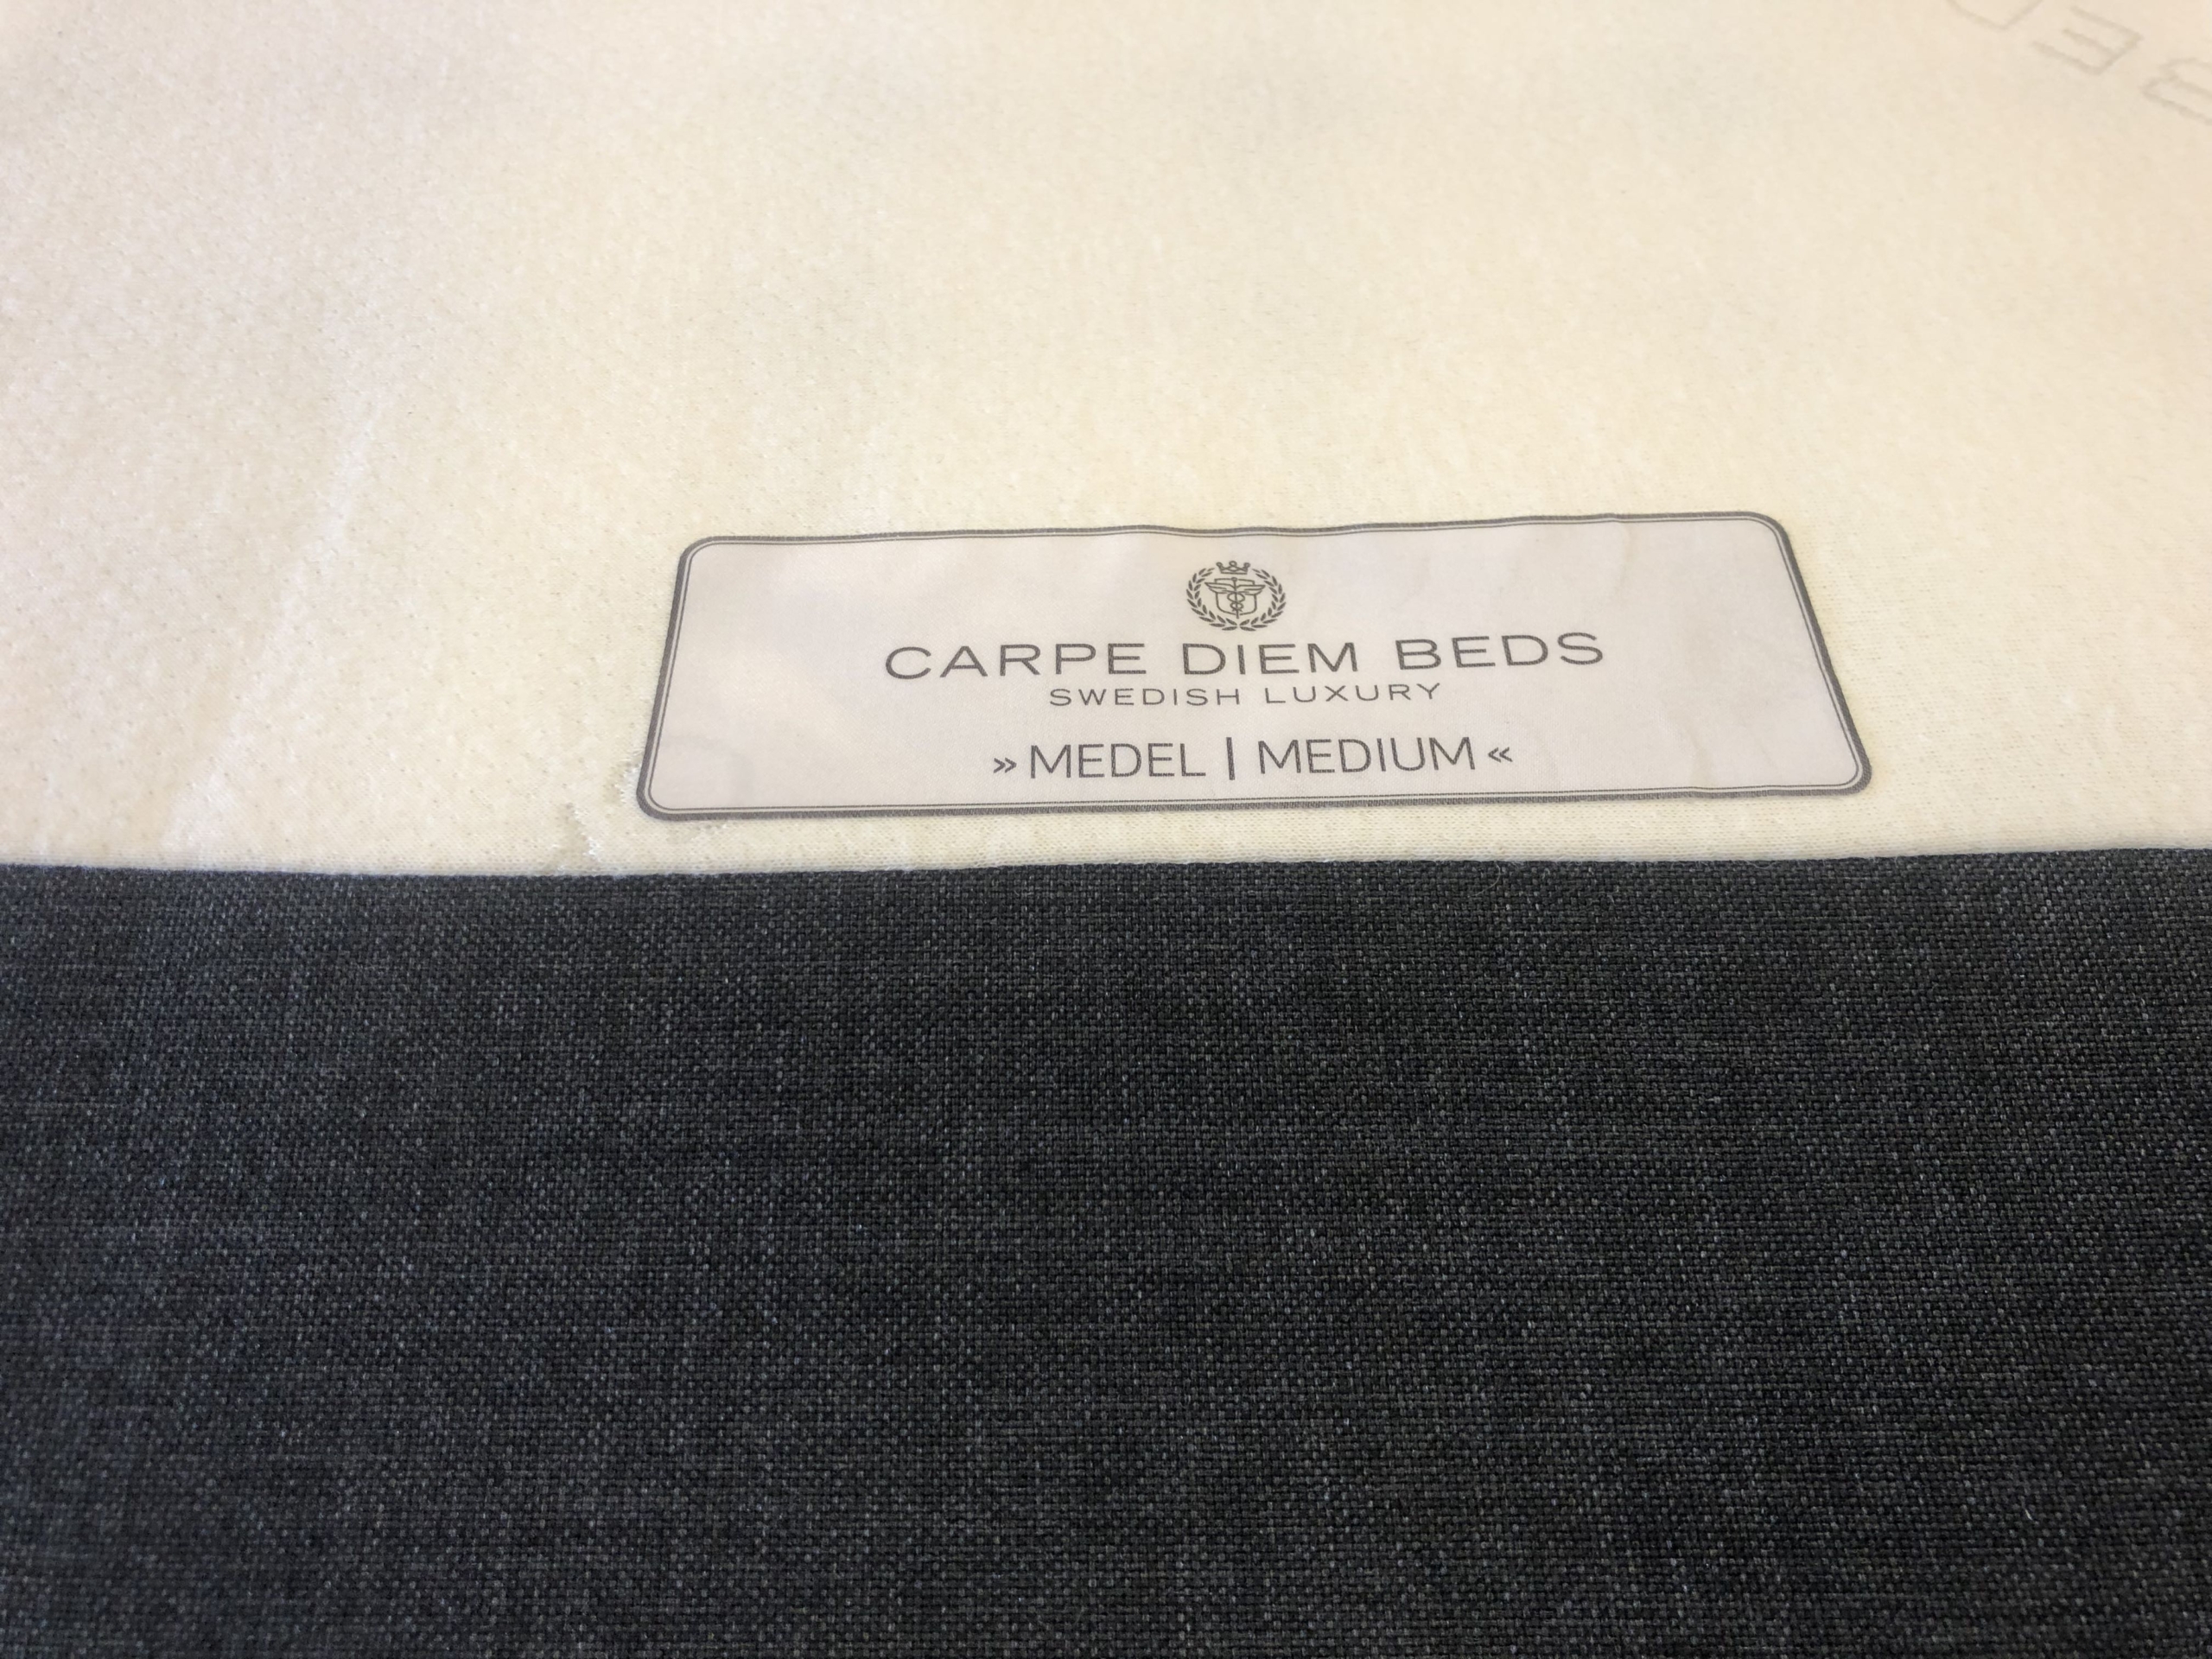 CARPE DIEM BEDS
SWEDISH LUXURY
»MEDEL | MEDIUM«